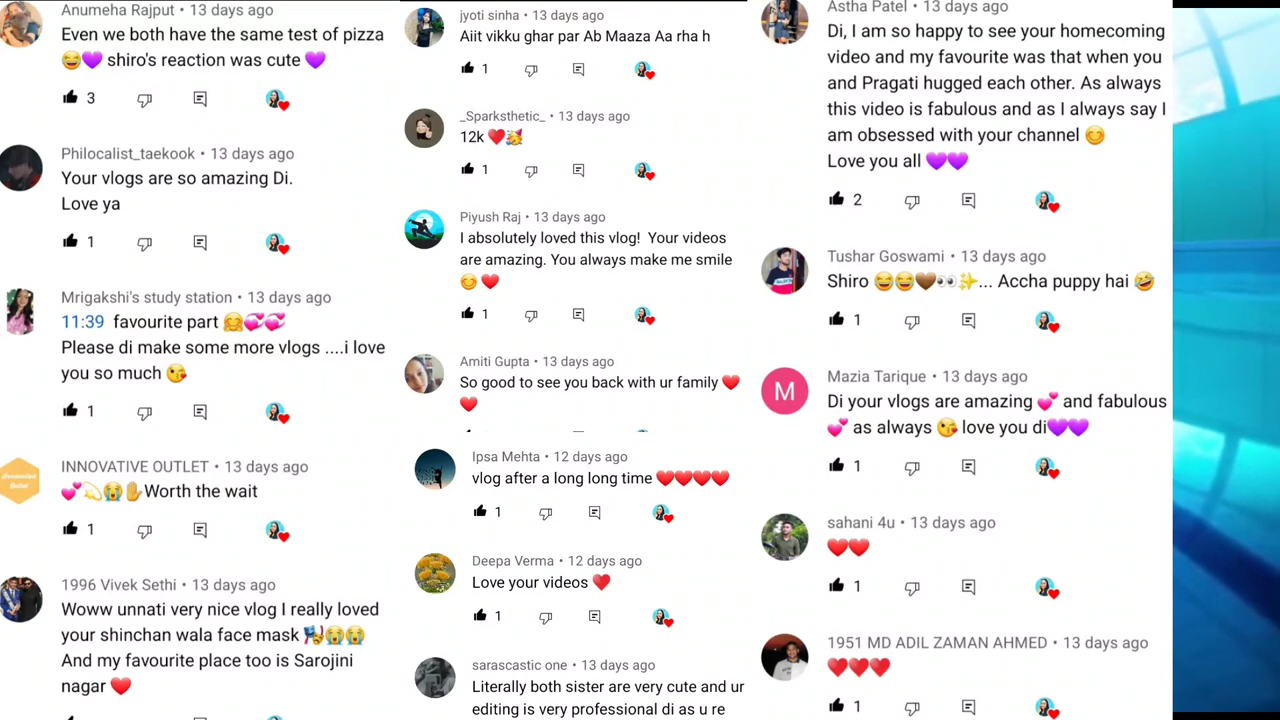 Anumeha Rajput • 13 days ago
Even we both have the same test of pizza
😂💜 shiro's reaction was cute 💜
3
Philocalist_taekook • 13 days ago
Your vlogs are so amazing Di.
Love ya
1
Mrigakshi's study station • 13 days ago
11:39 favourite part 🤗💞💞
Please di make some more vlogs ....i love
you so much 😘
1
INNOVATIVE OUTLET • 13 days ago
💕💫😭✋Worth the wait
1
1996 Vivek Sethi • 13 days ago
Woww unnati very nice vlog I really loved
your shinchan wala face mask 🎭😭😭
And my favourite place too is Sarojini
nagar ❤️
jyoti sinha • 13 days ago
Aiit vikku ghar par Ab Maaza Aa rha h
1
_Sparksthetic_ • 13 days ago
12k ❤️🥳
1
Piyush Raj • 13 days ago
I absolutely loved this vlog! Your videos
are amazing. You always make me smile
😊 ❤️
1
Amiti Gupta • 13 days ago
So good to see you back with ur family ❤️
❤️
Ipsa Mehta • 12 days ago
vlog after a long long time ❤️❤️❤️❤️
1
Deepa Verma • 12 days ago
Love your videos ❤️
1
sarascastic one • 13 days ago
Literally both sister are very cute and ur
editing is very professional di as u re
Astha Patel • 13 days ago
Di, I am so happy to see your homecoming
video and my favourite was that when you
and Pragati hugged each other. As always
this video is fabulous and as I always say I
am obsessed with your channel 😊
Love you all 💜💜
2
Tushar Goswami • 13 days ago
Shiro 😂😂🤎👀✨... Accha puppy hai 🤣
1
M
Mazia Tarique • 13 days ago
Di your vlogs are amazing 💕 and fabulous
💕 as always 😘 love you di💜💜
1
sahani 4u • 13 days ago
❤️❤️
1
1951 MD ADIL ZAMAN AHMED • 13 days ago
❤️❤️❤️
1